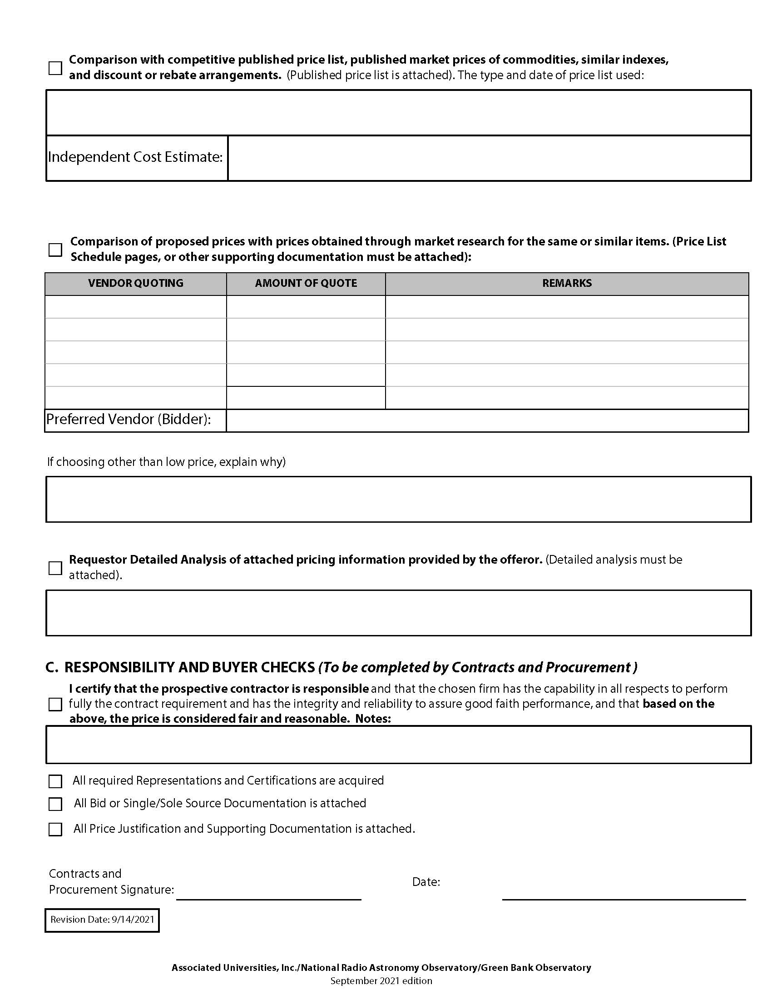 Comparison with competitive published price list, published market prices of commodities, similar indexes,
and discount or rebate arrangements. (Published price list is attached). The type and date of price list used:
Independent Cost Estimate:
Comparison of proposed prices with prices obtained through market research for the same or similar items. (Price List
Schedule pages, or other supporting documentation must be attached):
VENDOR QUOTING AMOUNT OF QUOTE REMARKS
Preferred Vendor (Bidder):
If choosing other than low price, explain why)
Requestor Detailed Analysis of attached pricing information provided by the offeror. (Detailed analysis must be
attached).
C. RESPONSIBILITY AND BUYER CHECKS (To be completed by Contracts and Procurement )
I certify that the prospective contractor is responsible and that the chosen firm has the capability in all respects to perform
fully the contract requirement and has the integrity and reliability to assure good faith performance, and that based on the
above, the price is considered fair and reasonable. Notes:
All required Representations and Certifications are acquired
All Bid or Single/Sole Source Documentation is attached
All Price Justification and Supporting Documentation is attached.
Contracts and
Procurement Signature:
Date:
Revision Date: 9/14/2021
Associated Universities, Inc./National Radio Astronomy Observatory/Green Bank Observatory
September 2021 edition